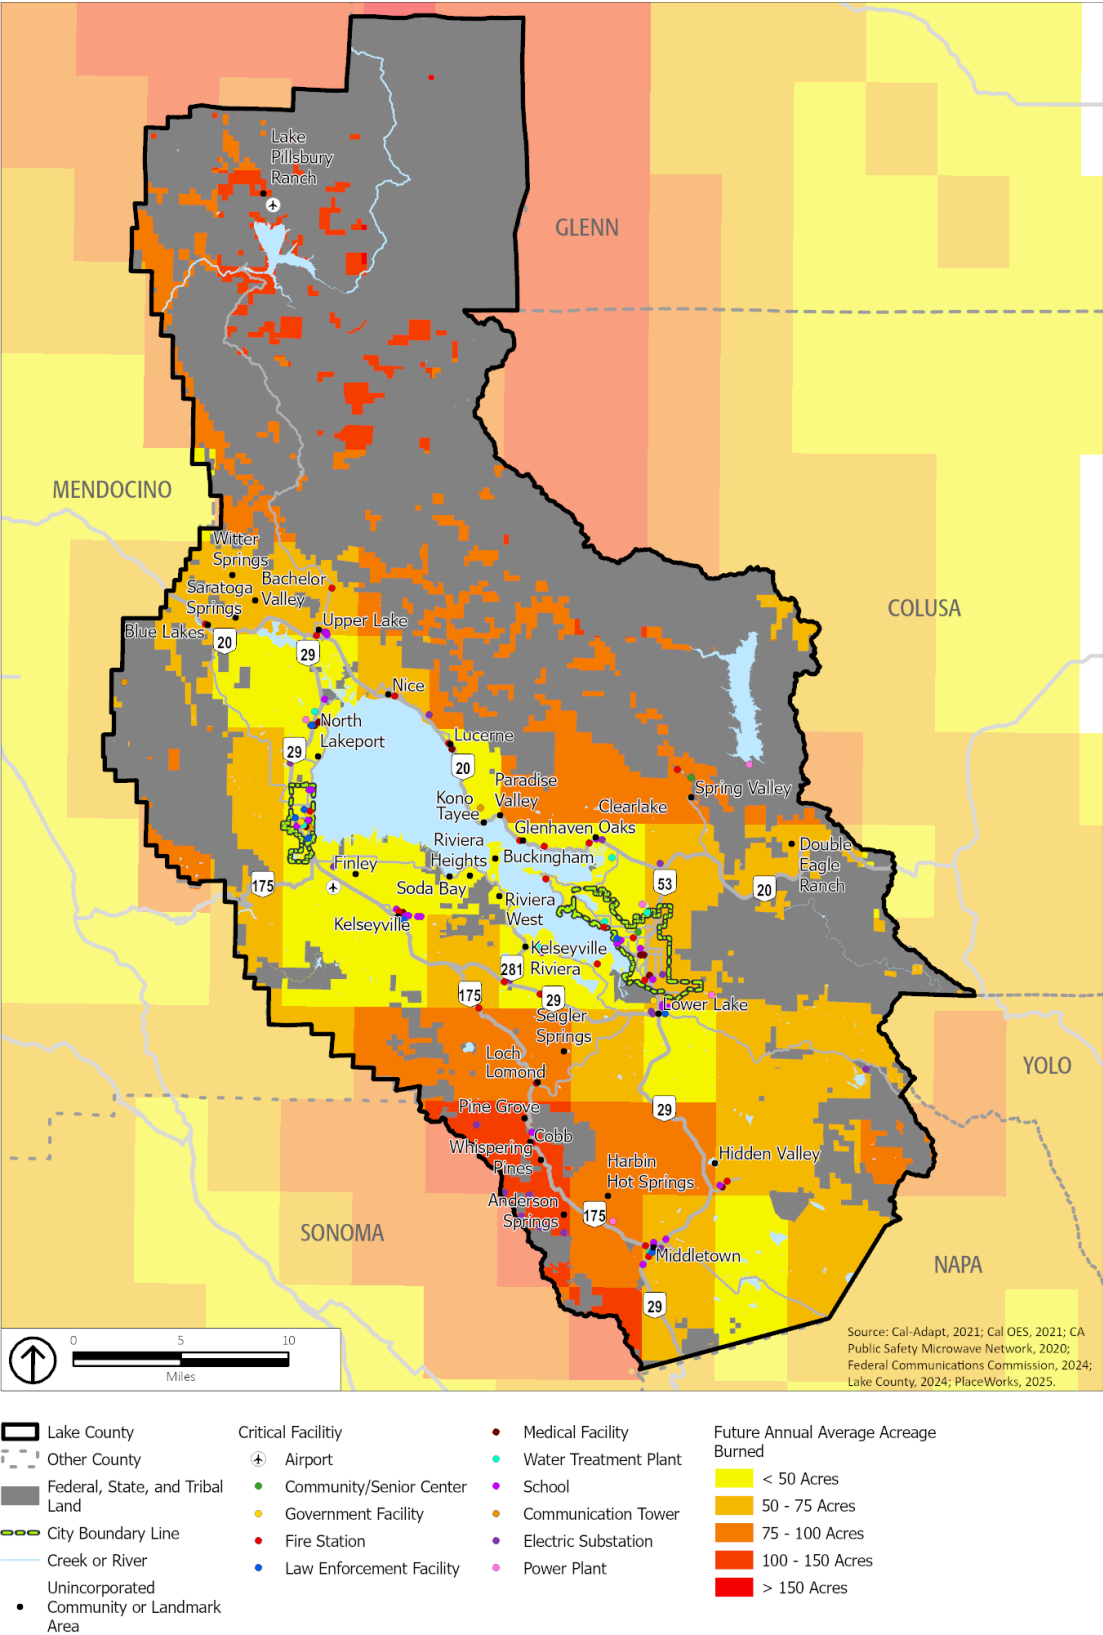 Lake
Pillsbury
Ranch
GLENN
MENDOCINO
Witter
Springs
Bachelor
Valley
Saratoga
Springs
COLUSA
Blue Lakes
Upper Lake
20
29
Nice
North
Lakeport
Lucerne
29
20
Paradise
Valley
Spring Valley
Kono
Tayee
Clearlake
Oaks
Glenhaven
Riviera
Heights
Buckingham
Double
Eagle
Ranch
Finley
Soda Bay
175
53
20
Riviera
West
Kelseyville
Kelseyville
Riviera
281
175
29
Lower Lake
Seigler
Springs
Loch
Lomond
YOLO
Pine Grove
29
Cobb
Whispering
Pines
Hidden Valley
Harbin
Hot Springs
Anderson
Springs
175
SONOMA
Middletown
NAPA
29
0 5 10
Miles
Source: Cal-Adapt, 2021; Cal OES, 2021; CA
Public Safety Microwave Network, 2020;
Federal Communications Commission, 2024;
Lake County, 2024; PlaceWorks, 2025.
Lake County
Other County
Federal, State, and Tribal
Land
City Boundary Line
Creek or River
Unincorporated
Community or Landmark
Area
Critical Facilitiy
Airport
Community/Senior Center
Government Facility
Fire Station
Law Enforcement Facility
Medical Facility
Water Treatment Plant
School
Communication Tower
Electric Substation
Power Plant
Future Annual Average Acreage
Burned
< 50 Acres
50 - 75 Acres
75 - 100 Acres
100 - 150 Acres
> 150 Acres